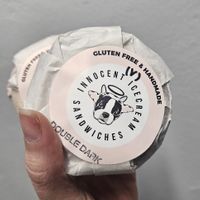 GLUTEN FREE & HANDMADE
(V)
INNOCENT ICECREAM
SANDWICHES
DOUBLE DARK